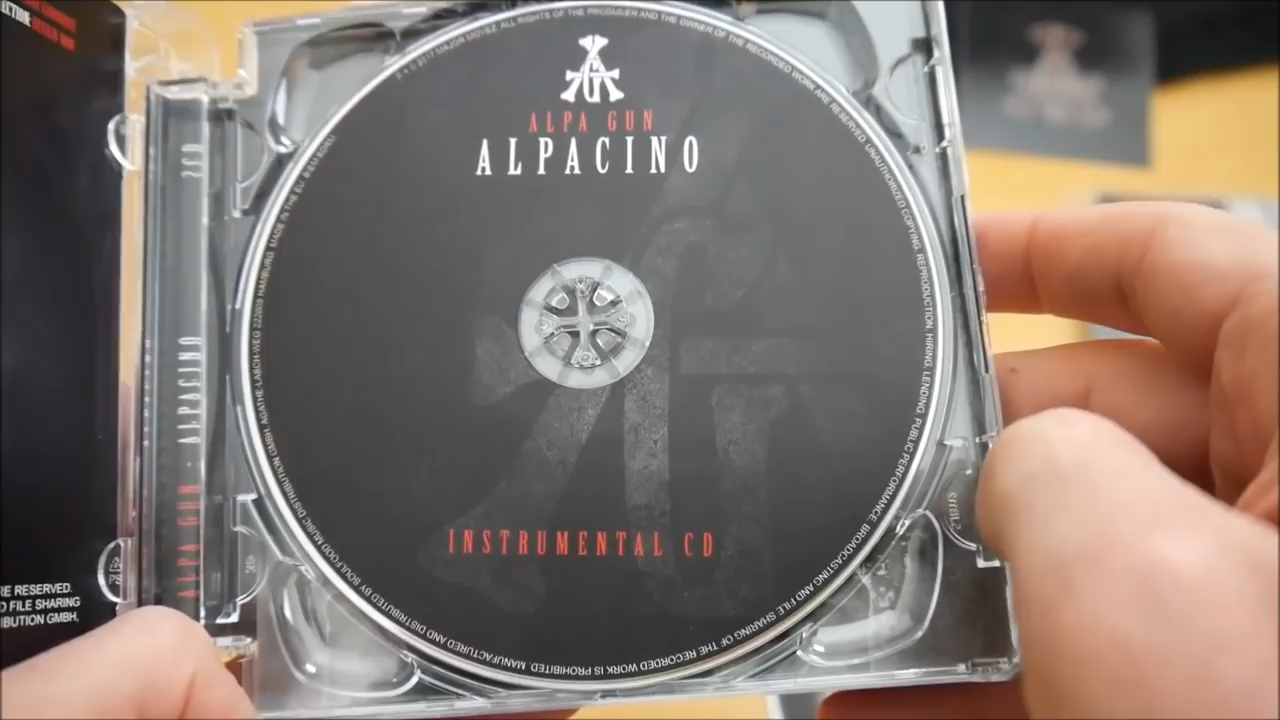 ALPA GUN
ALPACINO
INSTRUMENTAL CD
℗ + © 2017 MAJOR MOVEZ. ALL RIGHTS OF THE PRODUCER AND THE OWNER OF THE RECORDED WORK ARE RESERVED. UNAUTHORIZED COPYING, REPRODUCTION, HIRING, LENDING, PUBLIC PERFORMANCE, BROADCASTING AND FILE SHARING OF THE RECORDED WORK IS PROHIBITED. MANUFACTURED AND DISTRIBUTED BY SOULFOOD MUSIC DISTRIBUTION GMBH, AGATHE-LASCH-WEG 2, 22605 HAMBURG. MADE IN THE EU.
ALPA GUN · ALPACINO
2CD
RE RESERVED.
D FILE SHARING
IBUTION GMBH,